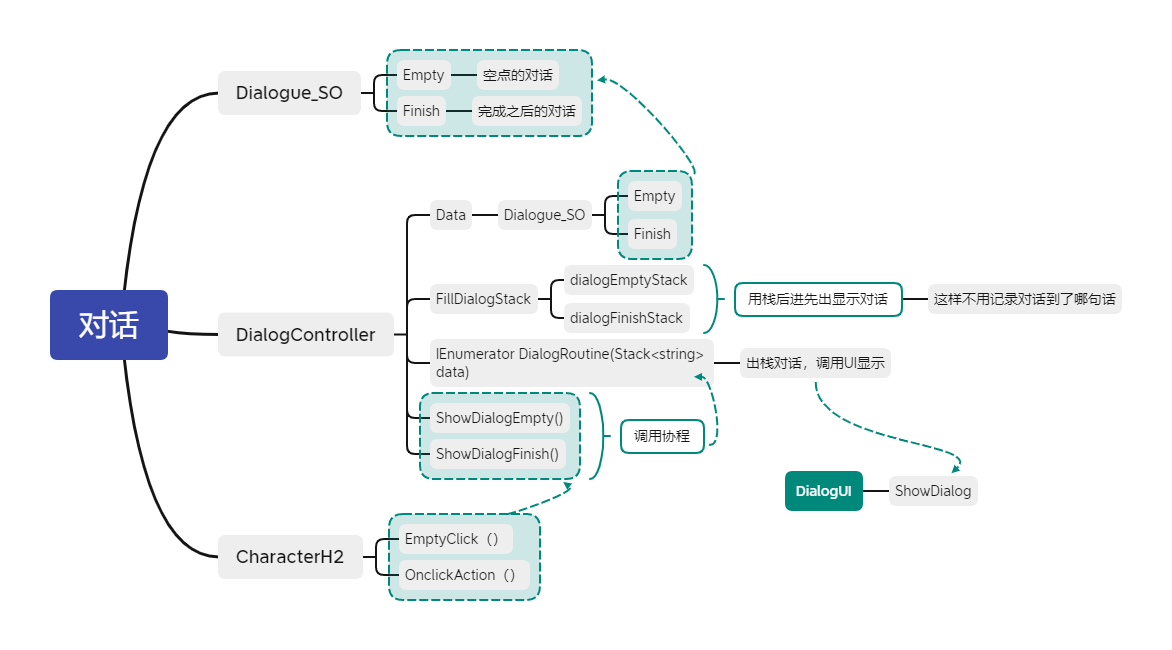 对话
Dialogue_SO
Empty
空点的对话
Finish
完成之后的对话
DialogController
Data
Dialogue_SO
Empty
Finish
FillDialogStack
dialogEmptyStack
dialogFinishStack
用栈后进先出显示对话
这样不用记录对话到了哪句话
IEnumerator DialogRoutine(Stack<string>
data)
出栈对话，调用UI显示
ShowDialogEmpty()
ShowDialogFinish()
调用协程
DialogUI
ShowDialog
CharacterH2
EmptyClick（）
OnclickAction（）